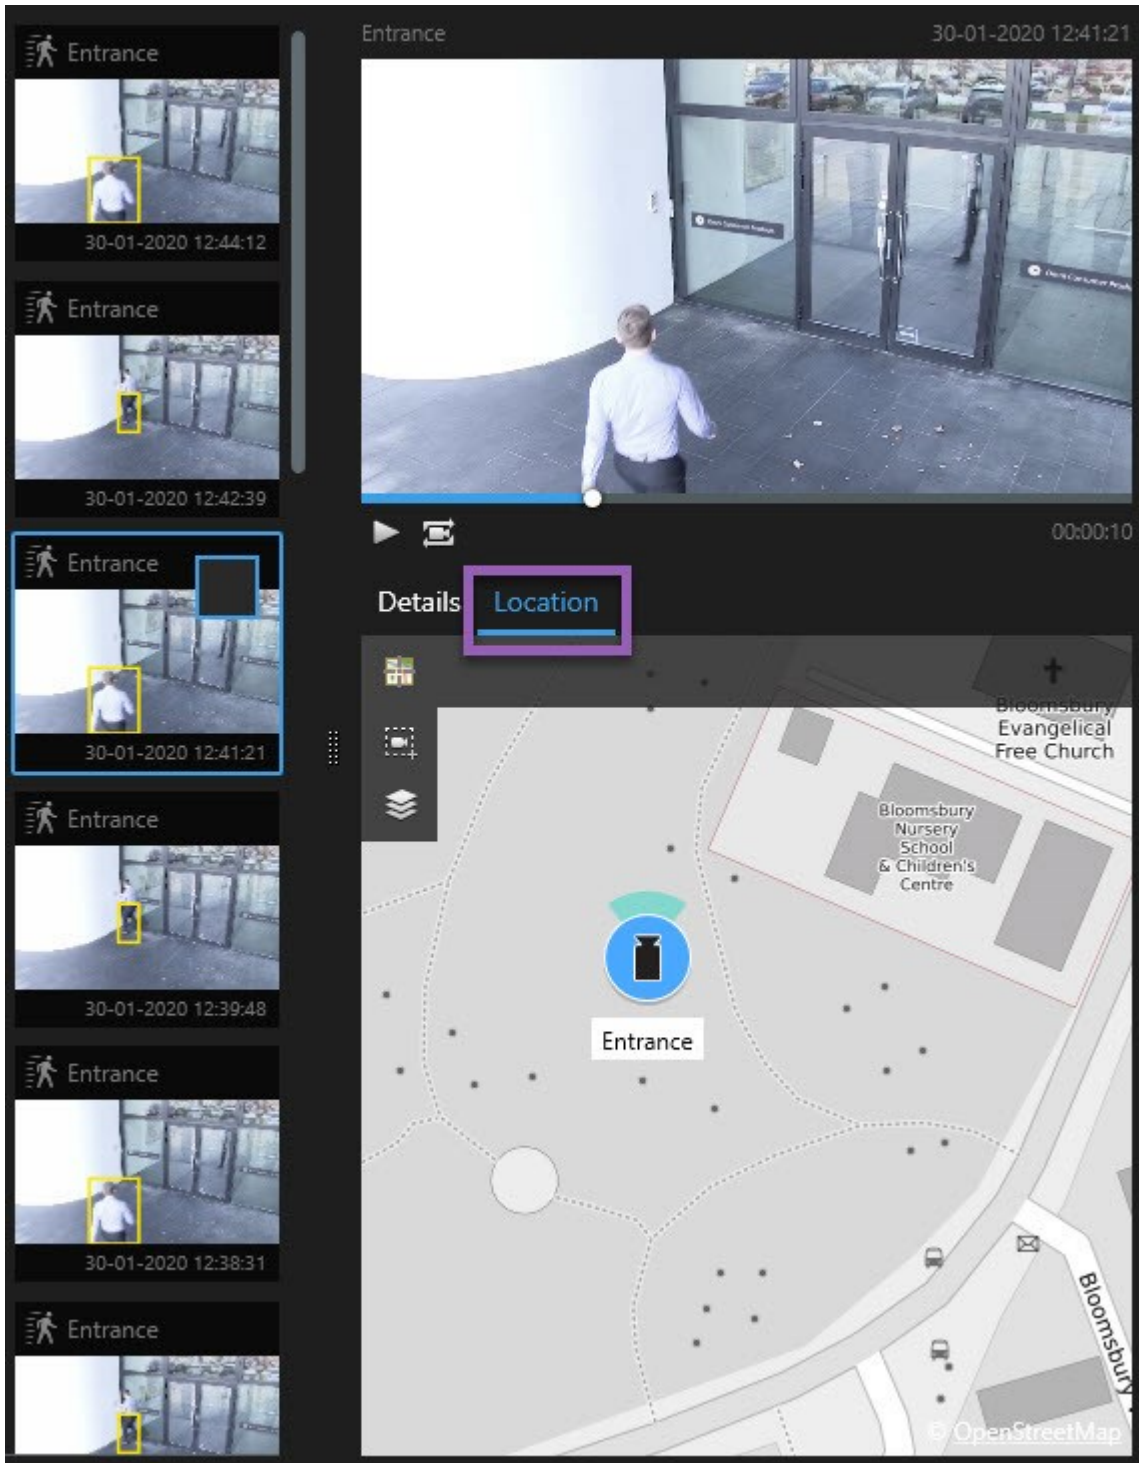 Entrance
30-01-2020 12:44:12
Entrance
30-01-2020 12:42:39
Entrance
30-01-2020 12:41:21
Entrance
30-01-2020 12:39:48
Entrance
30-01-2020 12:38:31
Entrance
Entrance
30-01-2020 12:41:21
00:00:10
Details
Location
Bloomsbury
Evangelical
Free Church
Bloomsbury
Nursery
School
& Children's
Centre
Entrance
Bloomsbury
© OpenStreetMap